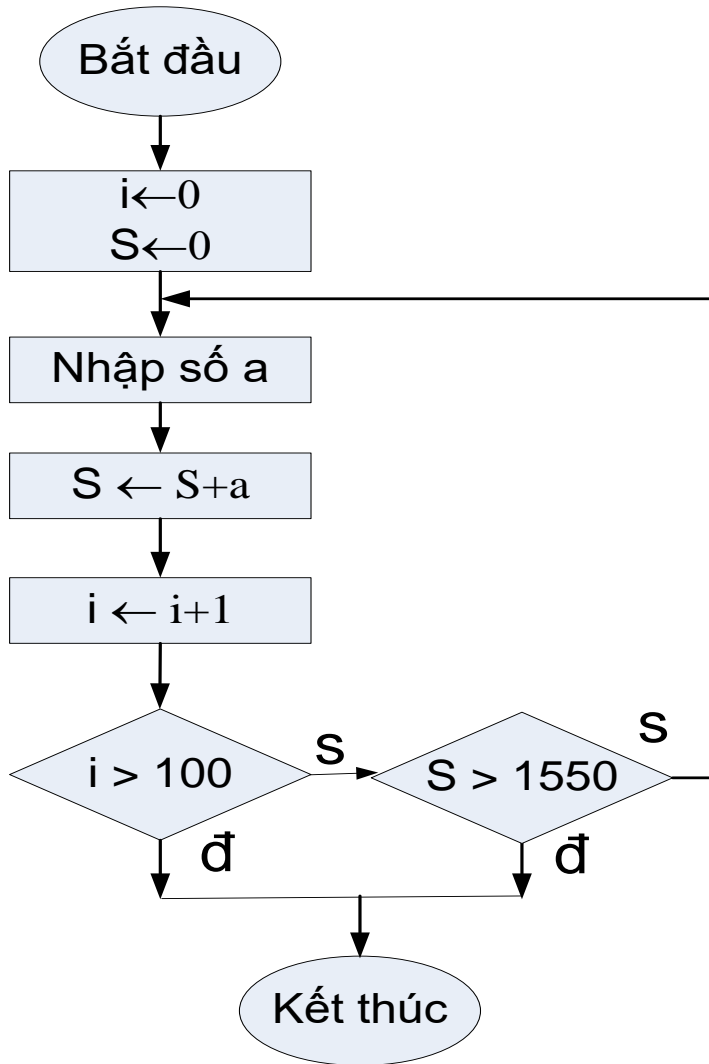 Bắt đầu
i←0
S←0
Nhập số a
S ← S+a
i ← i+1
i > 100
s
S > 1550
s
đ
đ
Kết thúc